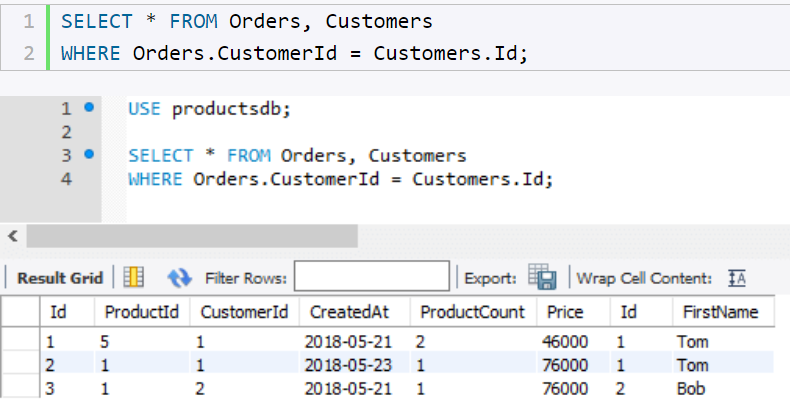 1 SELECT * FROM Orders, Customers
2 WHERE Orders.CustomerId = Customers.Id;
1 USE productsdb;
2
3 SELECT * FROM Orders, Customers
4 WHERE Orders.CustomerId = Customers.Id;
Result Grid Filter Rows: Export: Wrap Cell Content: IA
Id ProductId CustomerId CreatedAt ProductCount Price Id FirstName
1 5 1 2018-05-21 2 46000 1 Tom
2 1 1 2018-05-23 1 76000 1 Tom
3 1 2 2018-05-21 1 76000 2 Bob